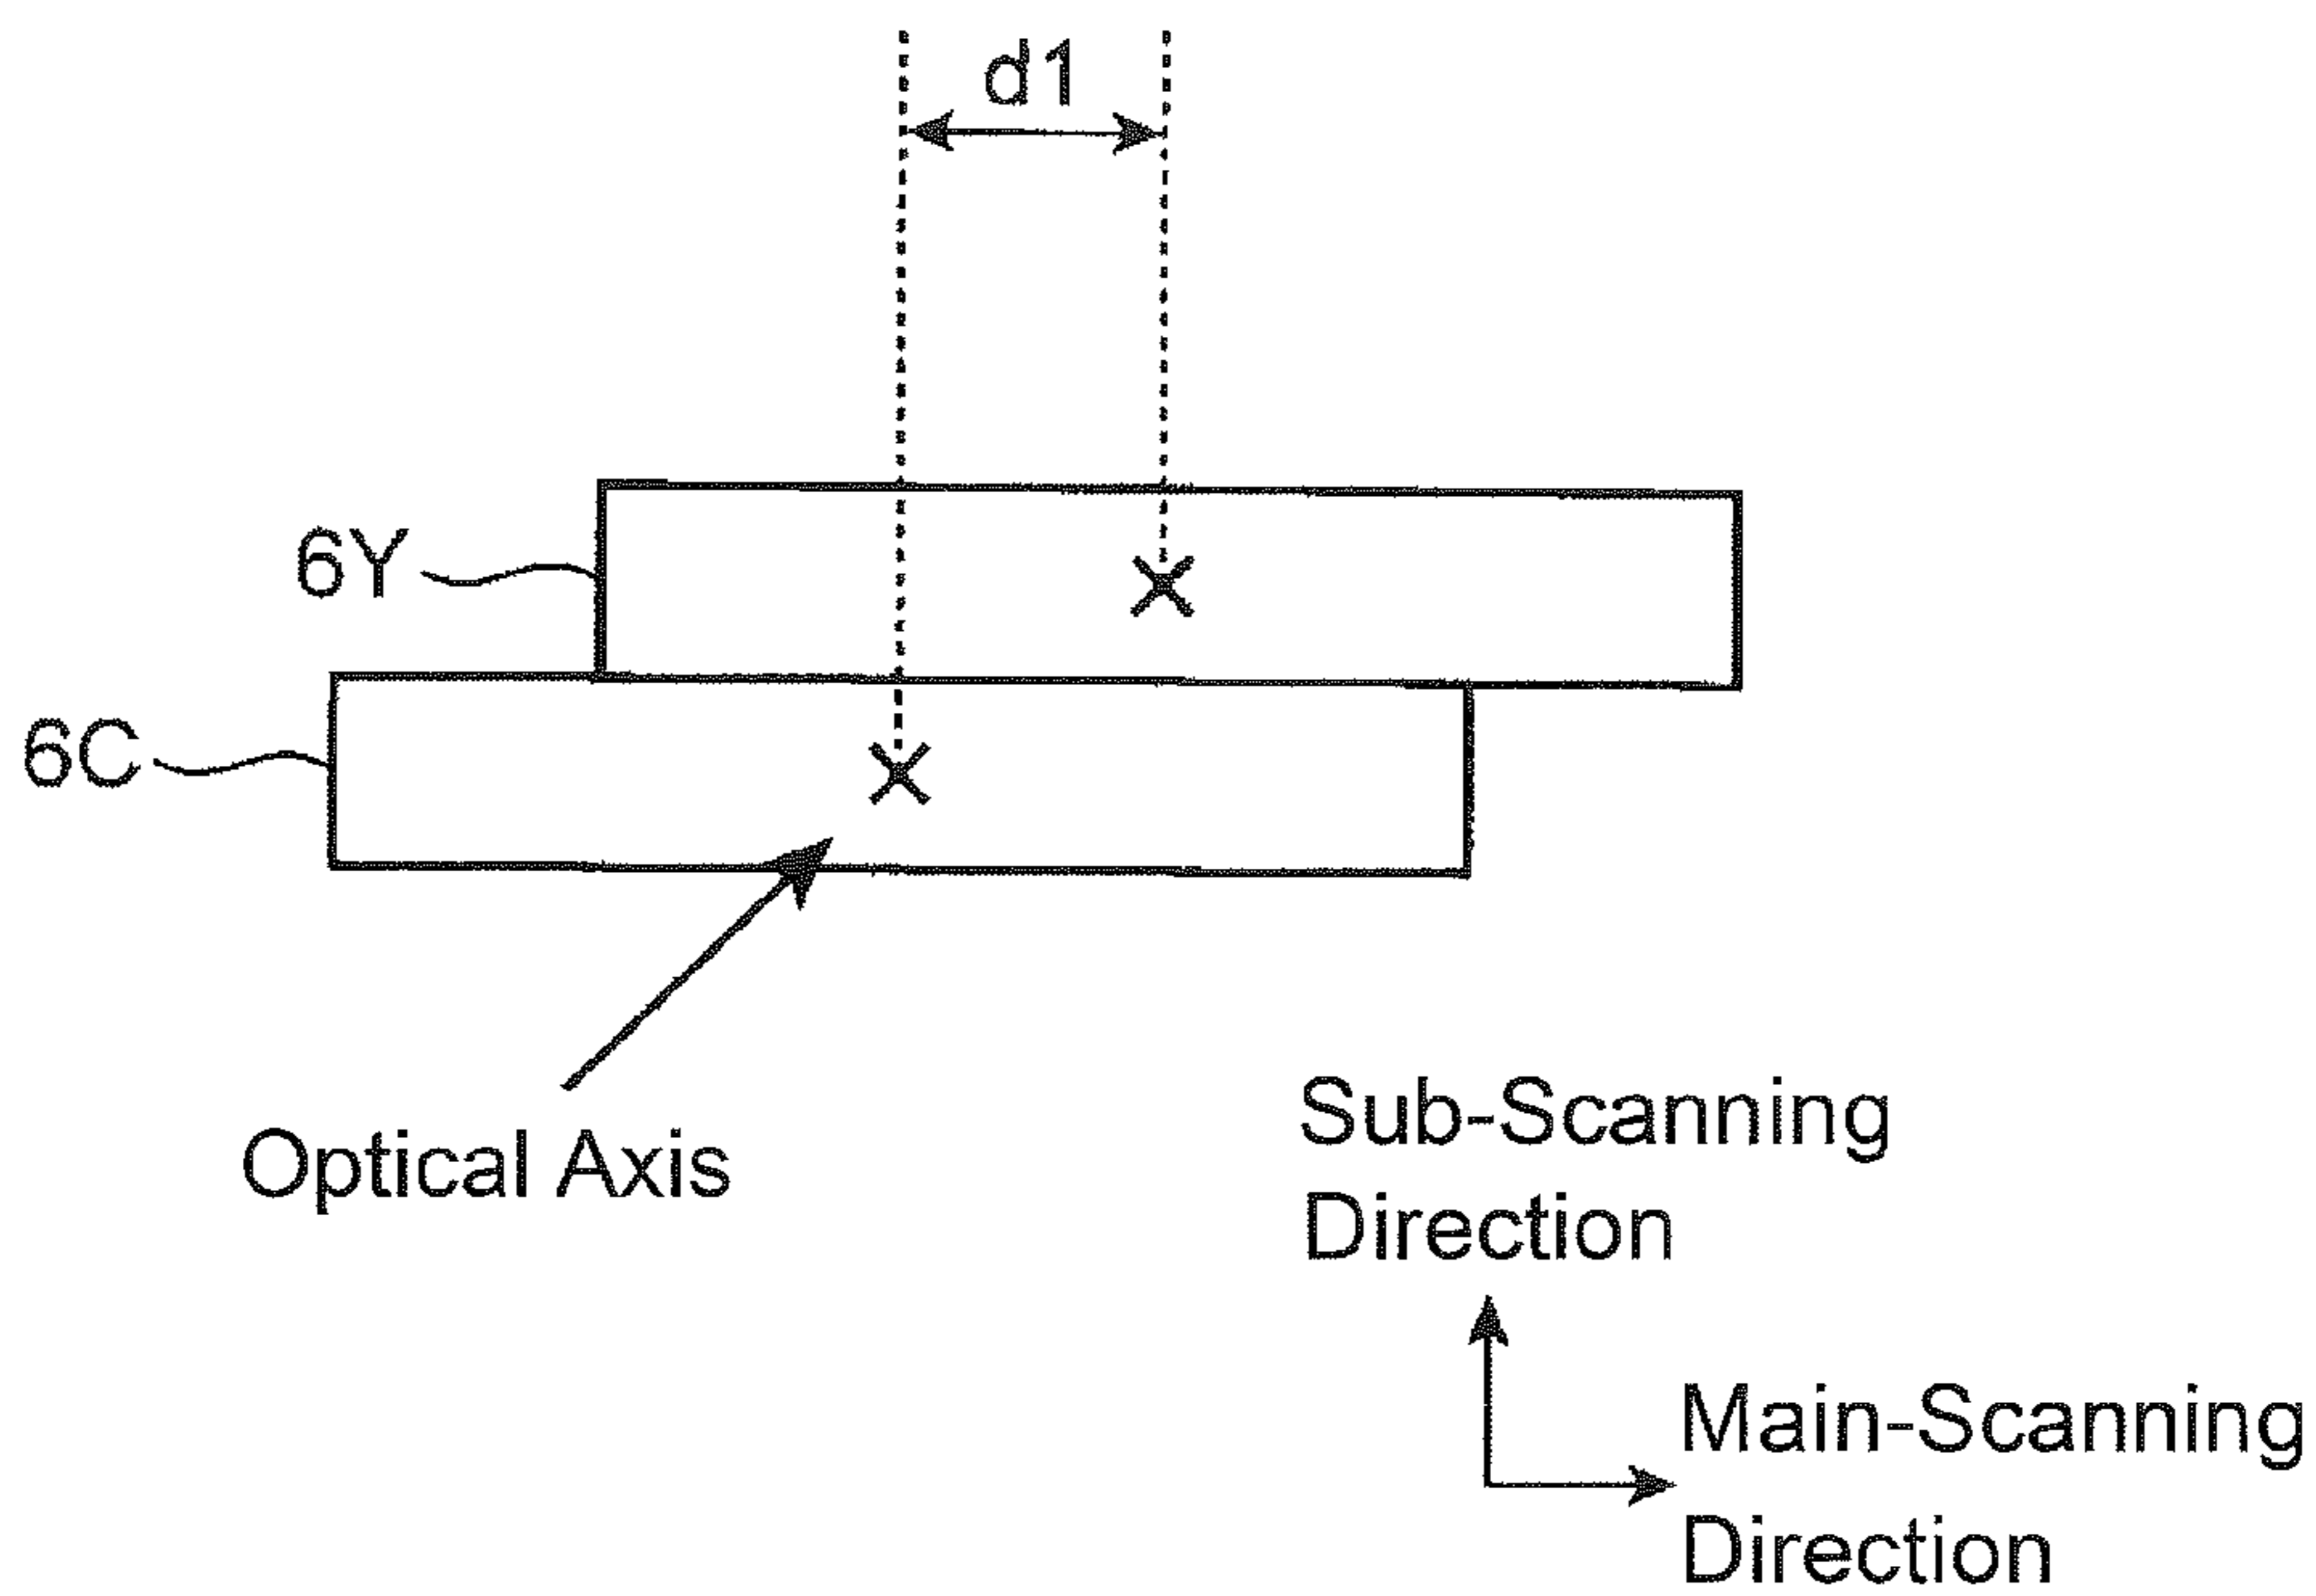 d1
6Y
6C
Optical Axis
Sub-Scanning
Direction
Main-Scanning
Direction